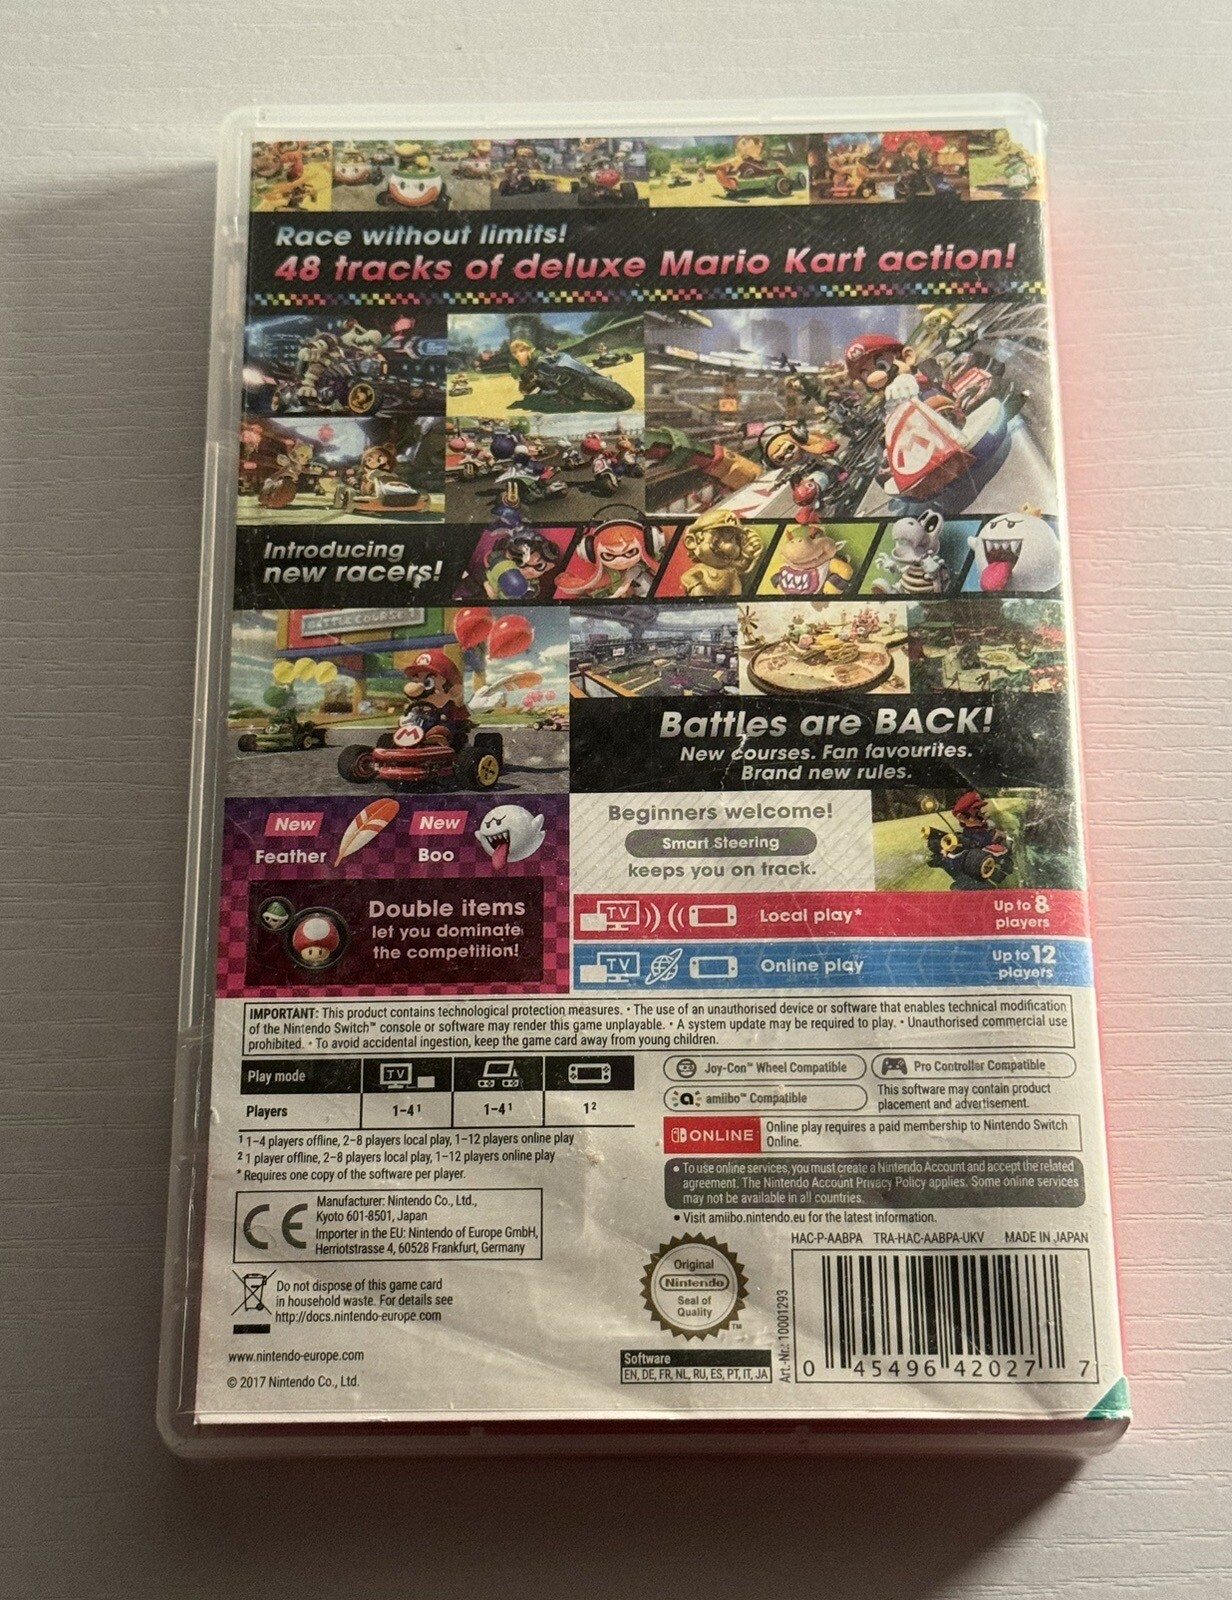 Race without limits!
48 tracks of deluxe Mario Kart action!
Introducing
new racers!
BATTLE COURSE 1
Battles are BACK!
New courses. Fan favourites.
Brand new rules.
New
Feather
New
Boo
Double items
let you dominate
the competition!
Beginners welcome!
Smart Steering
keeps you on track.
TV Local play* Up to 8 players
TV Online play Up to 12 players
IMPORTANT: This product contains technological protection measures. • The use of an unauthorised device or software that enables technical modification
of the Nintendo Switch™ console or software may render this game unplayable. • A system update may be required to play. • Unauthorised commercial use
prohibited. • To avoid accidental ingestion, keep the game card away from young children.
Play mode TV
Players 1–4¹ 1–4¹ 1²
¹ 1–4 players offline, 2–8 players local play, 1–12 players online play
² 1 player offline, 2–8 players local play, 1–12 players online play
* Requires one copy of the software per player.
Joy-Con™ Wheel Compatible
Pro Controller Compatible
amiibo™ Compatible
This software may contain product
placement and advertisement.
ONLINE
Online play requires a paid membership to Nintendo Switch
Online.
• To use online services, you must create a Nintendo Account and accept the related
agreement. The Nintendo Account Privacy Policy applies. Some online services
may not be available in all countries.
• Visit amiibo.nintendo.eu for the latest information.
CE
Manufacturer: Nintendo Co., Ltd.,
Kyoto 601-8501, Japan
Importer in the EU: Nintendo of Europe GmbH,
Herriotstrasse 4, 60528 Frankfurt, Germany
Do not dispose of this game card
in household waste. For details see
http://docs.nintendo-europe.com
www.nintendo-europe.com
© 2017 Nintendo Co., Ltd.
Original
Nintendo
Seal of
Quality
TM
Software
EN, DE, FR, NL, RU, ES, PT, IT, JA
HAC-P-AABPA TRA-HAC-AABPA-UKV MADE IN JAPAN
Art.-Nr.: 10001293
0 45496 42027 7